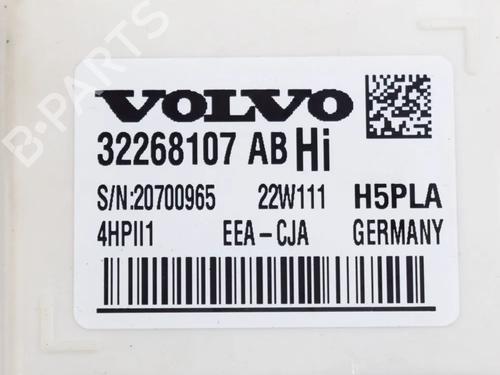 B-PARTS
VOLVO
32268107 AB Hi
S/N:20700965 22W111 H5PLA
4HPII1 EEA-CJA GERMANY